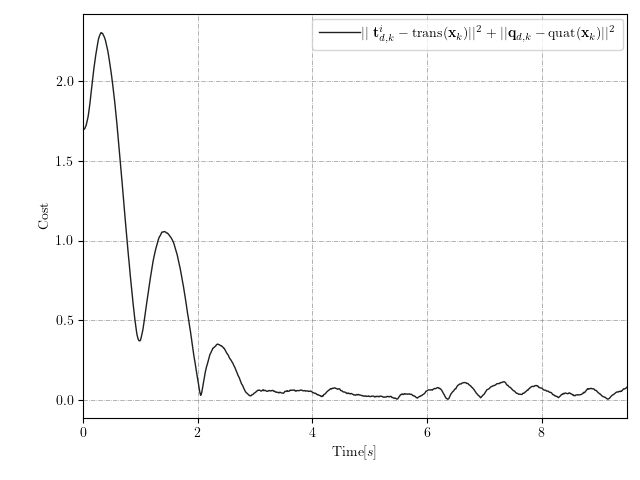 || t^i_{d,k} − trans(x_k)||^2 + ||q_{d,k} − quat(x_k)||^2
2.0
1.5
1.0
0.5
0.0
Cost
0 2 4 6 8
Time[s]